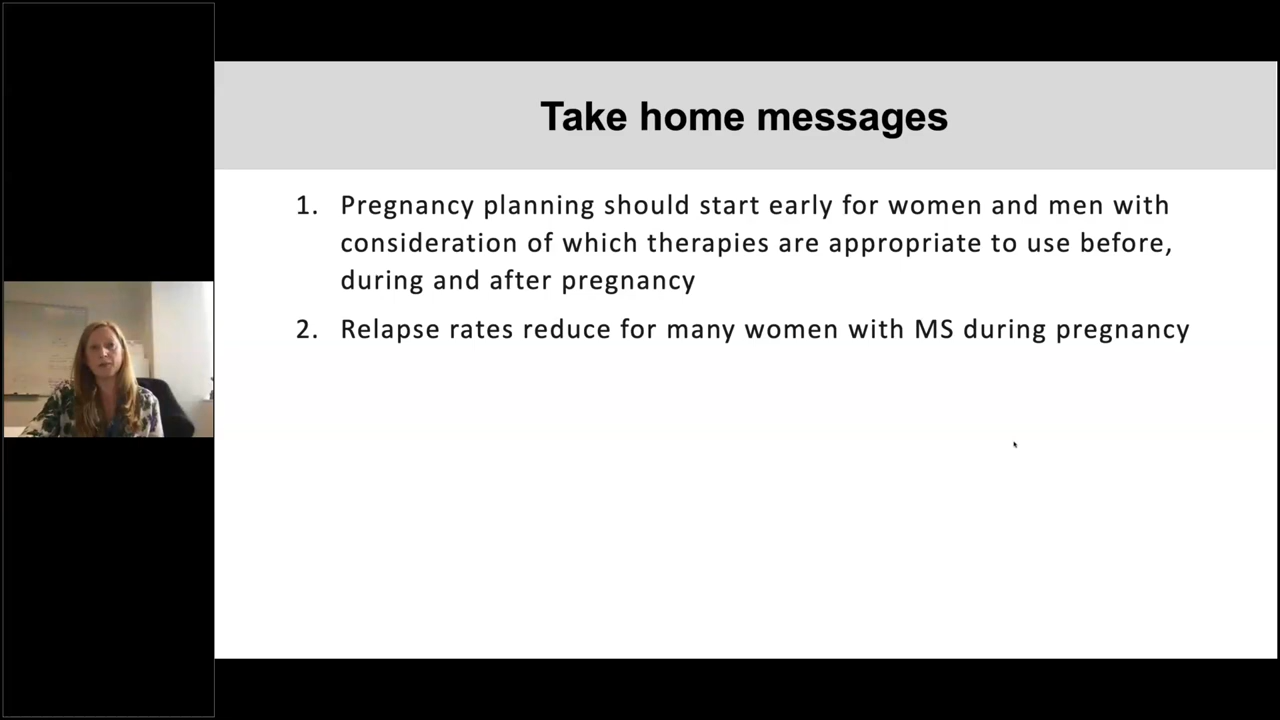 Take home messages
1. Pregnancy planning should start early for women and men with
consideration of which therapies are appropriate to use before,
during and after pregnancy
2. Relapse rates reduce for many women with MS during pregnancy